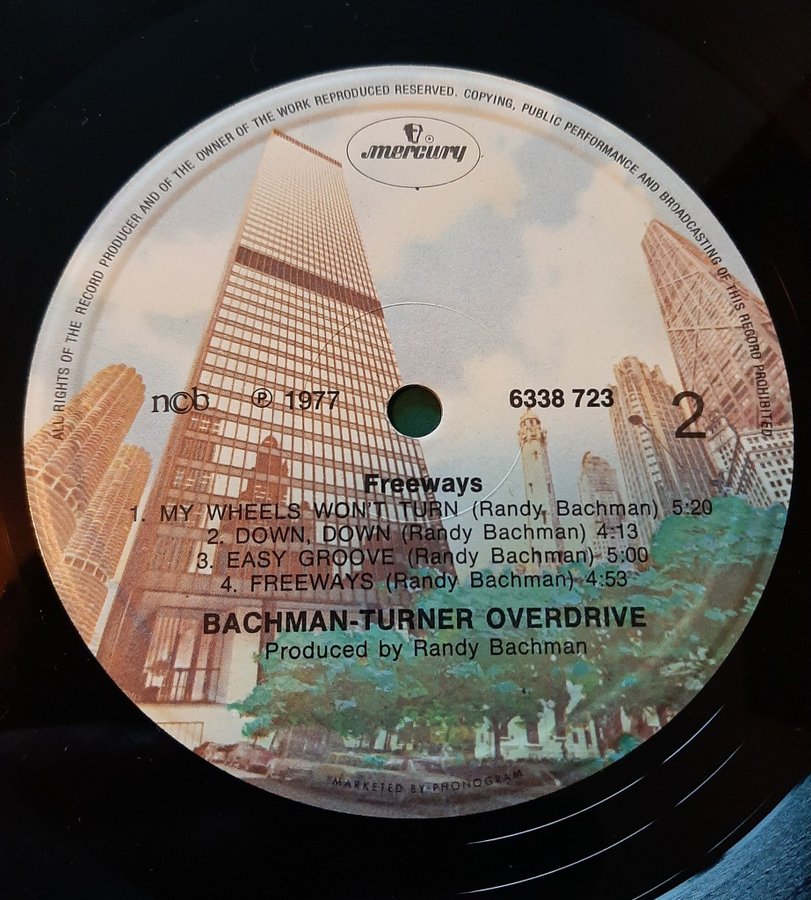 ALL RIGHTS OF THE RECORD PRODUCER AND OF THE OWNER OF THE WORK REPRODUCED RESERVED. COPYING, PUBLIC PERFORMANCE AND BROADCASTING OF THIS RECORD PROHIBITED
mercury
ncb ℗ 1977 6338 723 2
Freeways
1. MY WHEELS WON'T TURN (Randy Bachman) 5:20
2. DOWN, DOWN (Randy Bachman) 4:13
3. EASY GROOVE (Randy Bachman) 5:00
4. FREEWAYS (Randy Bachman) 4:53
BACHMAN-TURNER OVERDRIVE
Produced by Randy Bachman
MARKETED BY PHONOGRAM